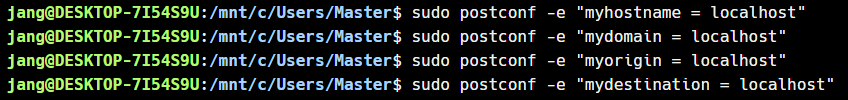 jang@DESKTOP-7I54S9U:/mnt/c/Users/Master$ sudo postconf -e "myhostname = localhost"
jang@DESKTOP-7I54S9U:/mnt/c/Users/Master$ sudo postconf -e "mydomain = localhost"
jang@DESKTOP-7I54S9U:/mnt/c/Users/Master$ sudo postconf -e "myorigin = localhost"
jang@DESKTOP-7I54S9U:/mnt/c/Users/Master$ sudo postconf -e "mydestination = localhost"